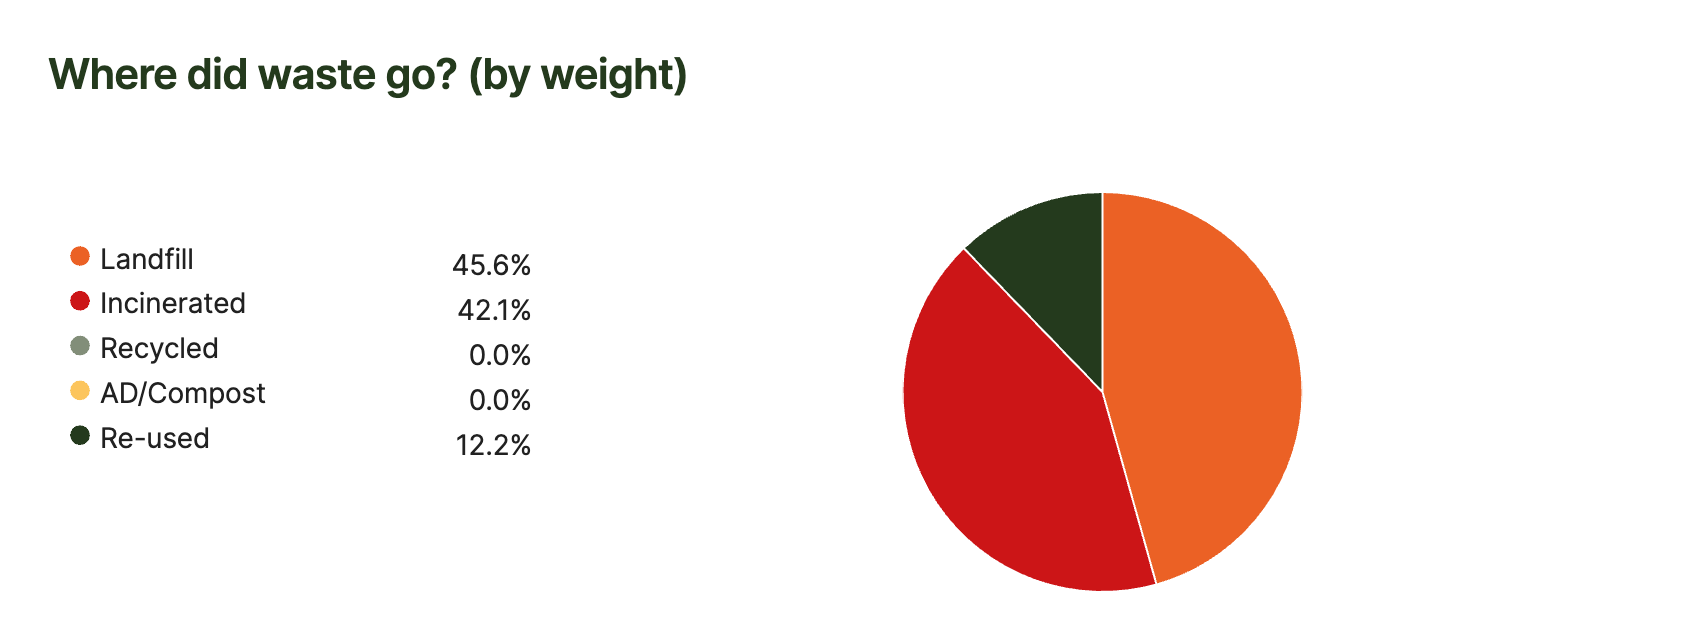 Where did waste go? (by weight)
Landfill 45.6%
Incinerated 42.1%
Recycled 0.0%
AD/Compost 0.0%
Re-used 12.2%